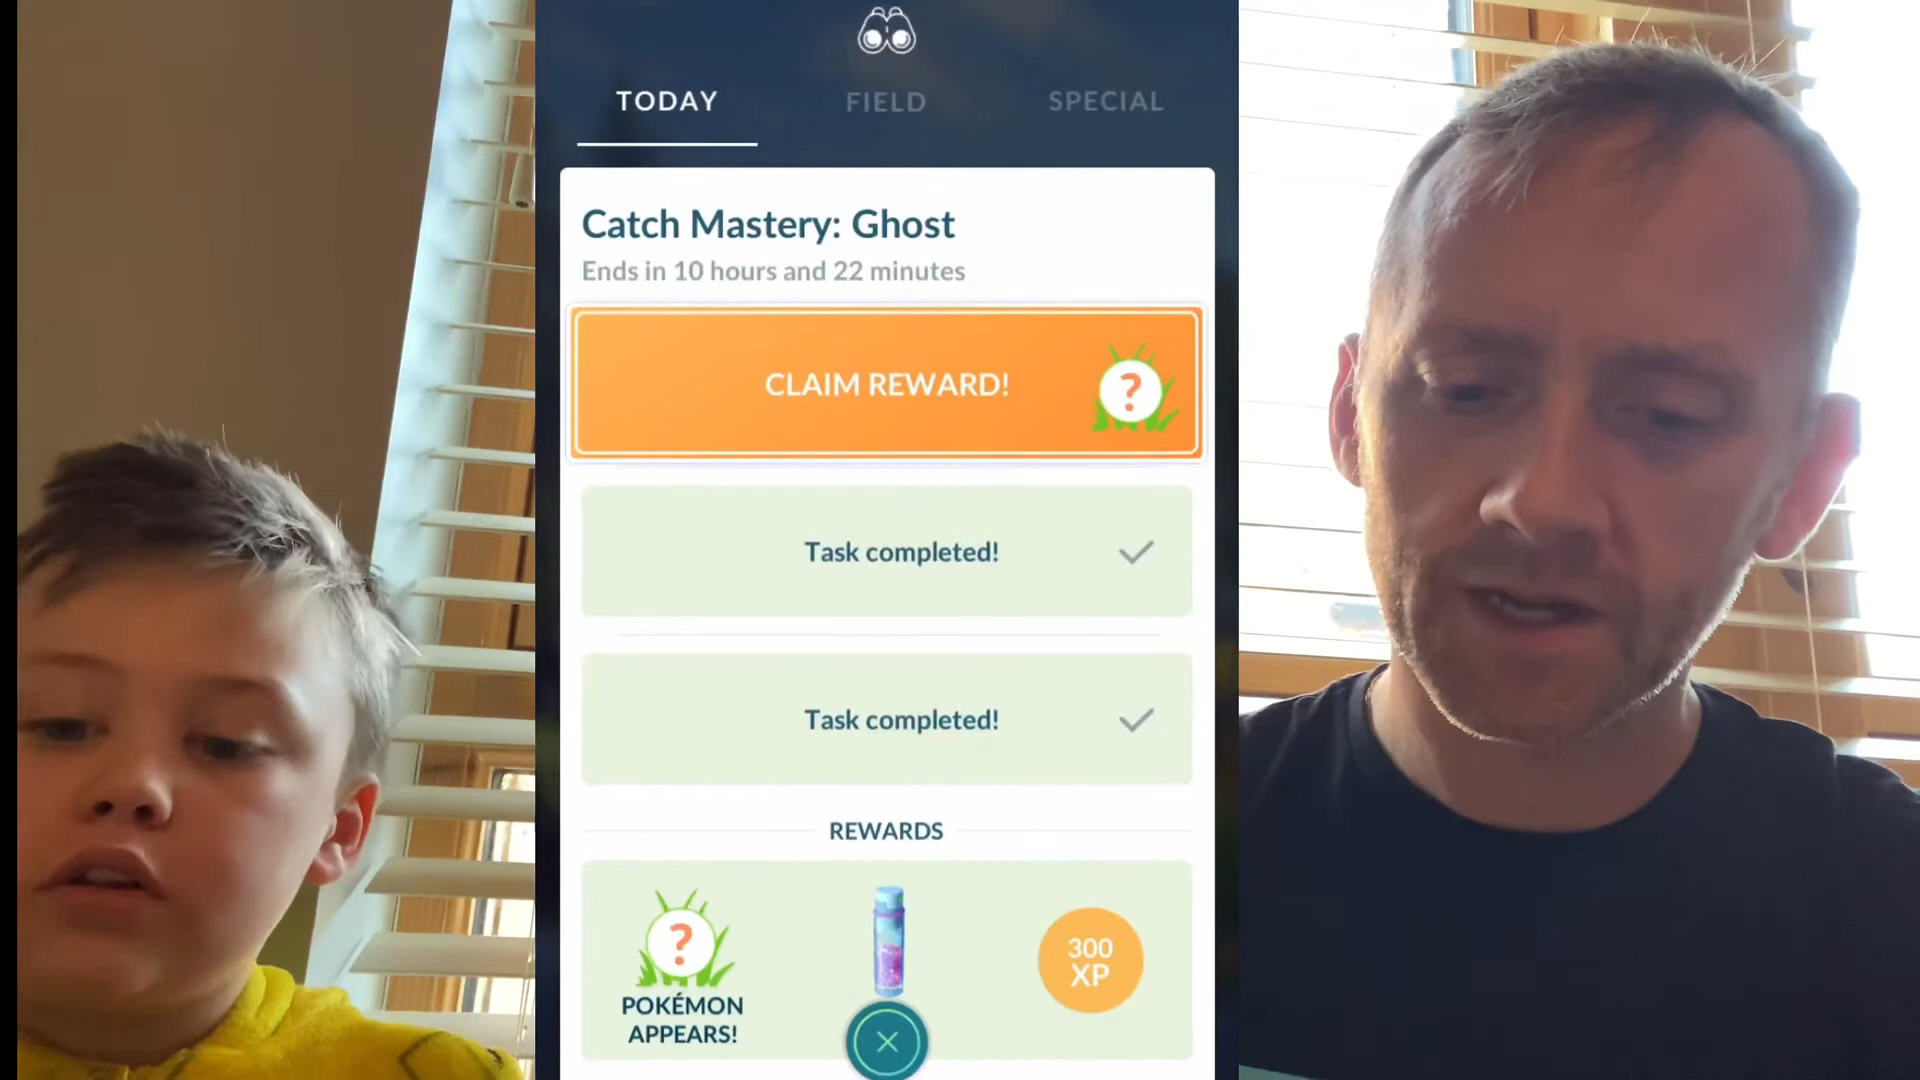 TODAY
FIELD
SPECIAL
Catch Mastery: Ghost
Ends in 10 hours and 22 minutes
CLAIM REWARD!
?
Task completed!
Task completed!
REWARDS
?
POKÉMON
APPEARS!
300
XP